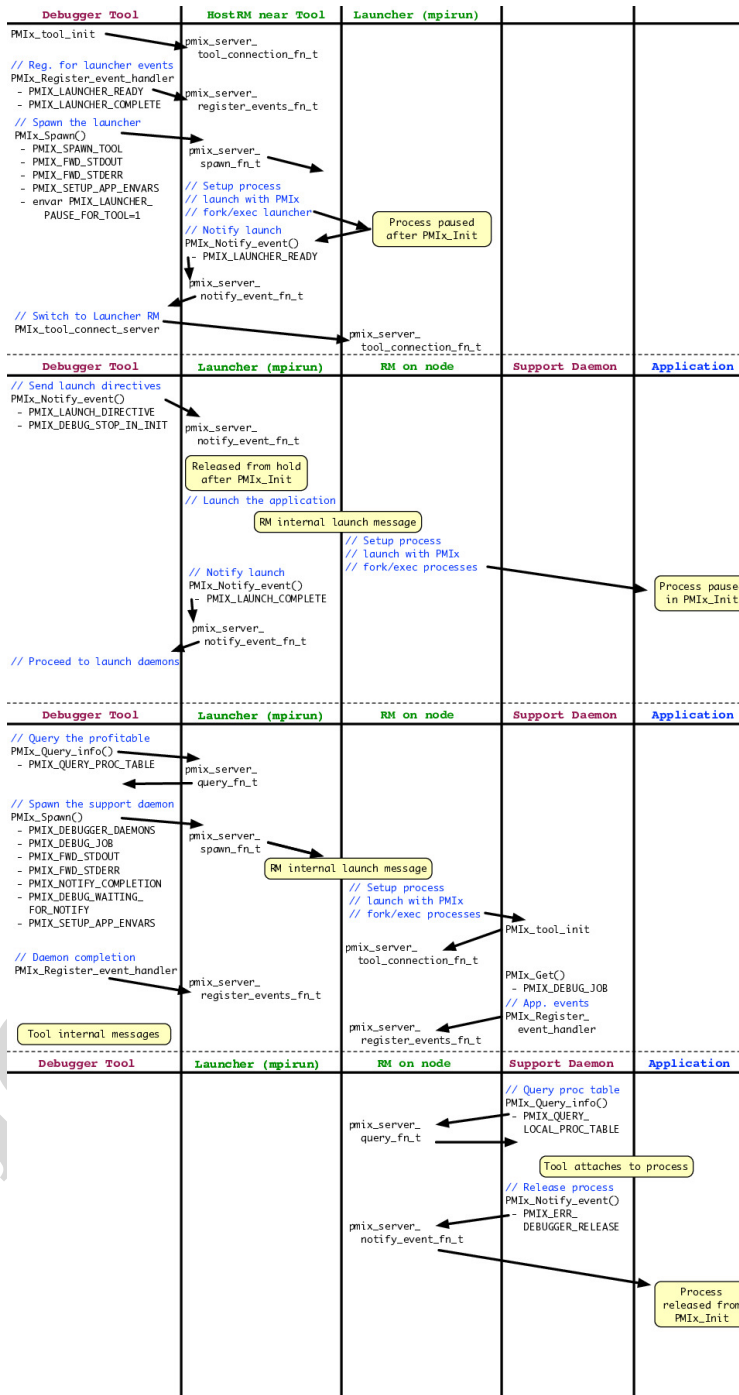 Debugger Tool
HostRM near Tool
Launcher (mpirun)
PMIx_tool_init
pmix_server_
tool_connection_fn_t
// Reg. for launcher events
PMIx_Register_event_handler
- PMIX_LAUNCHER_READY
- PMIX_LAUNCHER_COMPLETE
pmix_server_
register_events_fn_t
// Spawn the launcher
PMIx_Spawn()
- PMIX_SPAWN_TOOL
- PMIX_FWD_STDOUT
- PMIX_FWD_STDERR
- PMIX_SETUP_APP_ENVARS
- envar PMIX_LAUNCHER_
PAUSE_FOR_TOOL=1
pmix_server_
spawn_fn_t
// Setup process
// launch with PMIx
// fork/exec launcher
Process paused
after PMIx_Init
// Notify launch
PMIx_Notify_event()
- PMIX_LAUNCHER_READY
pmix_server_
notify_event_fn_t
// Switch to Launcher RM
PMIx_tool_connect_server
pmix_server_
tool_connection_fn_t
Debugger Tool
Launcher (mpirun)
RM on node
Support Daemon
Application
// Send launch directives
PMIx_Notify_event()
- PMIX_LAUNCH_DIRECTIVE
- PMIX_DEBUG_STOP_IN_INIT
pmix_server_
notify_event_fn_t
Released from hold
after PMIx_Init
// Launch the application
RM internal launch message
// Setup process
// launch with PMIx
// fork/exec processes
Process paused
in PMIx_Init
// Notify launch
PMIx_Notify_event()
- PMIX_LAUNCH_COMPLETE
pmix_server_
notify_event_fn_t
// Proceed to launch daemons
Debugger Tool
Launcher (mpirun)
RM on node
Support Daemon
Application
// Query the profitable
PMIx_Query_info()
- PMIX_QUERY_PROC_TABLE
pmix_server_
query_fn_t
// Spawn the support daemon
PMIx_Spawn()
- PMIX_DEBUGGER_DAEMONS
- PMIX_DEBUG_JOB
- PMIX_FWD_STDOUT
- PMIX_FWD_STDERR
- PMIX_NOTIFY_COMPLETION
- PMIX_DEBUG_WAITING_
FOR_NOTIFY
- PMIX_SETUP_APP_ENVARS
pmix_server_
spawn_fn_t
RM internal launch message
// Setup process
// launch with PMIx
// fork/exec processes
PMIx_tool_init
pmix_server_
tool_connection_fn_t
// Daemon completion
PMIx_Register_event_handler
pmix_server_
register_events_fn_t
PMIx_Get()
- PMIX_DEBUG_JOB
// App. events
PMIx_Register_
event_handler
pmix_server_
register_events_fn_t
Tool internal messages
Debugger Tool
Launcher (mpirun)
RM on node
Support Daemon
Application
// Query proc table
PMIx_Query_info()
- PMIX_QUERY_
LOCAL_PROC_TABLE
pmix_server_
query_fn_t
Tool attaches to process
// Release process
PMIx_Notify_event()
- PMIX_ERR_
DEBUGGER_RELEASE
pmix_server_
notify_event_fn_t
Process
released from
PMIx_Init